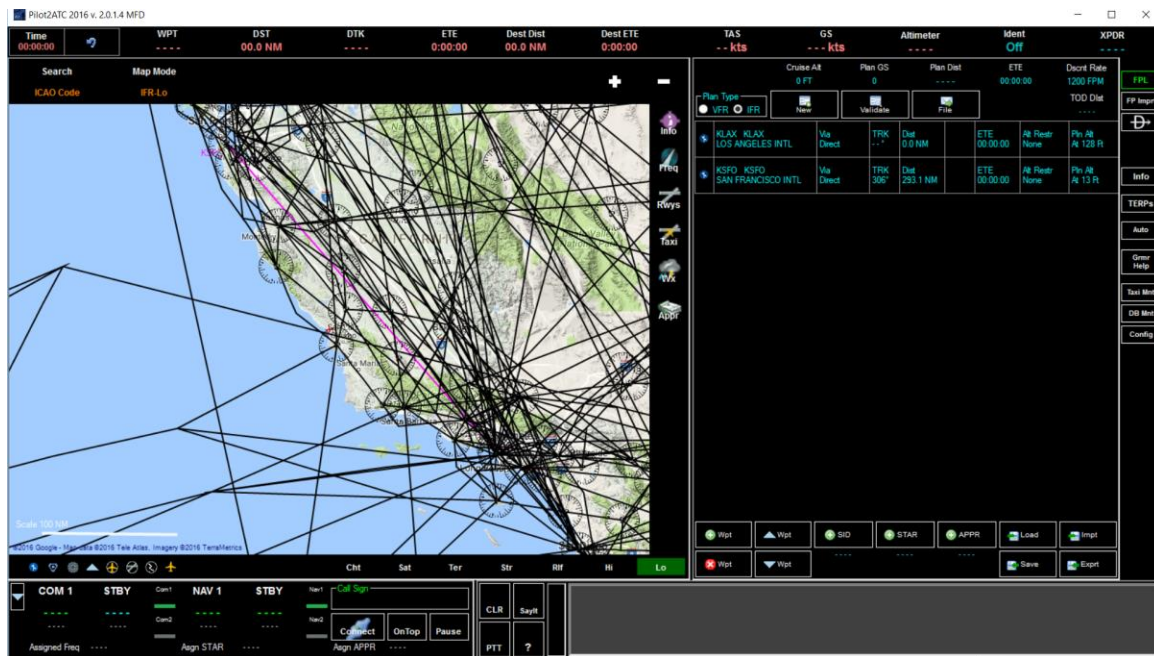 Pilot2ATC 2016 v. 2.0.1.4 MFD
Time WPT DST DTK ETE Dest Dist Dest ETE TAS GS Altimeter Ident XPDR
00:00:00 - - - - 00.0 NM - - - - 0:00:00 00.0 NM 0:00:00 -- kts --- kts - - - - Off - - - -
Search Map Mode
ICAO Code IFR-Lo
+ -
Info
Freq
Rwys
Taxi
Wx
Appr
Santa Maria
Scale 100 NM
©2016 Google - Map data ©2016 Tele Atlas, Imagery ©2016 TerraMetrics
Cht Sat Ter Str Rlf Hi Lo
Cruise Alt Plan GS Plan Dist ETE Dscnt Rate
0 FT 0 - - - - 00:00:00 1200 FPM
Plan Type TOD Dist
VFR IFR New Validate File - - - -
KLAX KLAX Via TRK Dist ETE Alt Restr Pln Alt
LOS ANGELES INTL Direct - - ° 0.0 NM 00:00:00 None At 128 Ft
KSFO KSFO Via TRK Dist ETE Alt Restr Pln Alt
SAN FRANCISCO INTL Direct 306° 293.1 NM 00:00:00 None At 13 Ft
Wpt Wpt SID STAR APPR Load Impt
- - - - - - - - - - - -
Wpt Wpt Save Exprt
FPL
FP Impr
D
Info
TERPs
Auto
Grmr
Help
Taxi Mnt
DB Mnt
Config
COM 1 STBY Com1 NAV 1 STBY Nav1 Call Sign
- - - - - - - - - - - - - - - -
Com2 Nav2
- - - - - - - - - - - - - - - -
Connect OnTop Pause
Assigned Freq - - - - Asgn STAR - - - - Asgn APPR - - - -
CLR SayIt
PTT ?